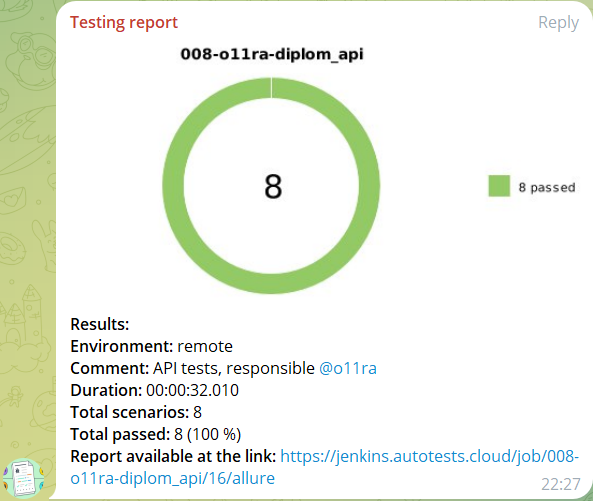 Testing report
Reply
008-o11ra-diplom_api
8
8 passed
Results:
Environment: remote
Comment: API tests, responsible @o11ra
Duration: 00:00:32.010
Total scenarios: 8
Total passed: 8 (100 %)
Report available at the link: https://jenkins.autotests.cloud/job/008-
o11ra-diplom_api/16/allure
22:27